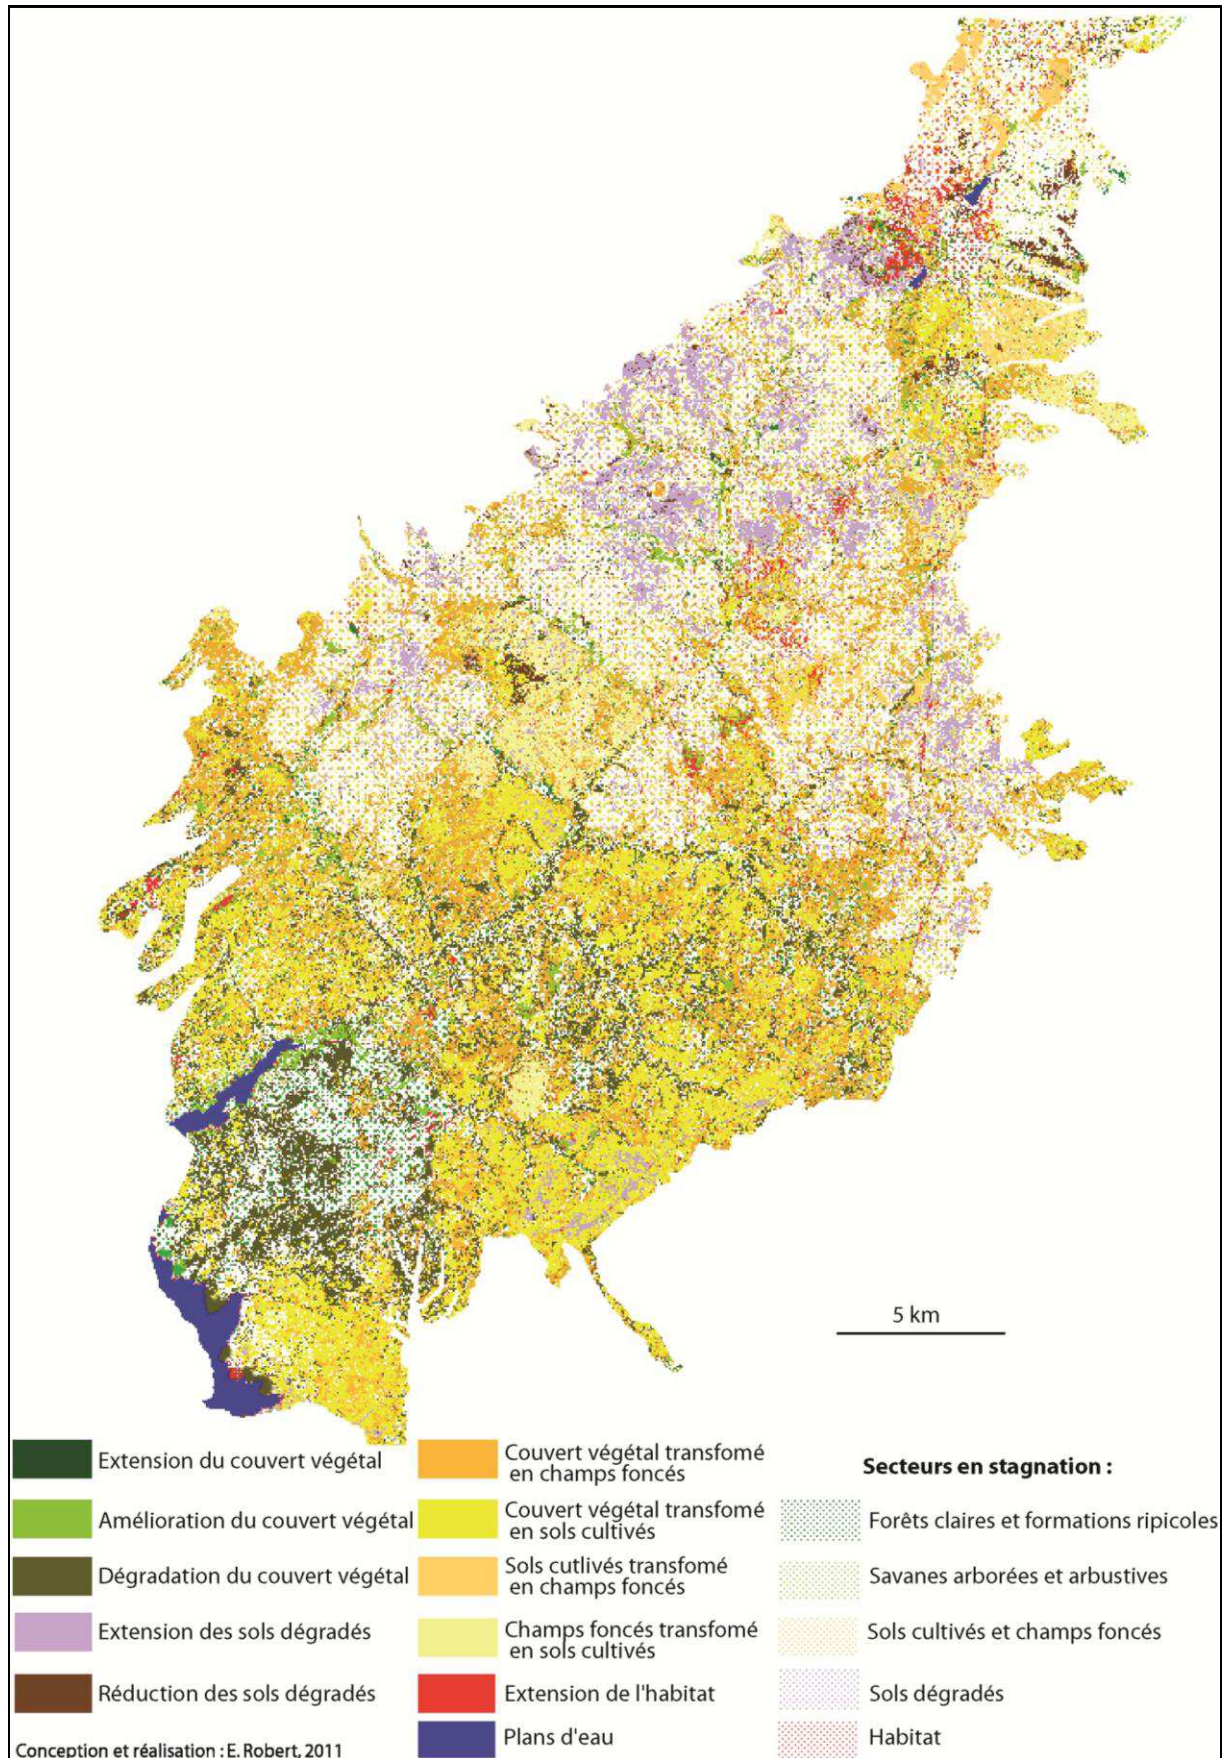 5 km
Extension du couvert végétal
Amélioration du couvert végétal
Dégradation du couvert végétal
Extension des sols dégradés
Réduction des sols dégradés
Conception et réalisation : E. Robert, 2011
Couvert végétal transfomé
en champs foncés
Couvert végétal transfomé
en sols cultivés
Sols cutlivés transfomé
en champs foncés
Champs foncés transfomé
en sols cultivés
Extension de l'habitat
Plans d'eau
Secteurs en stagnation :
Forêts claires et formations ripicoles
Savanes arborées et arbustives
Sols cultivés et champs foncés
Sols dégradés
Habitat